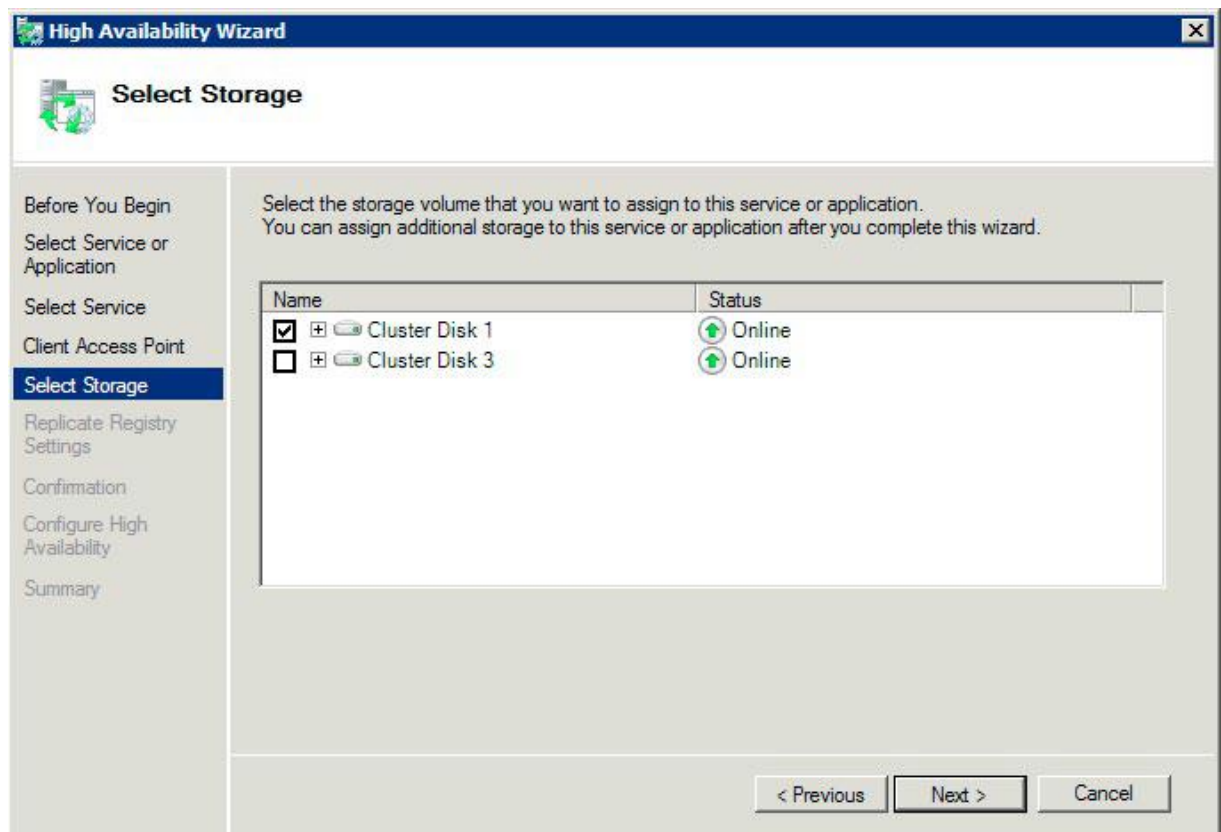 High Availability Wizard
Select Storage
Before You Begin
Select Service or
Application
Select Service
Client Access Point
Select Storage
Replicate Registry
Settings
Confirmation
Configure High
Availability
Summary
Select the storage volume that you want to assign to this service or application.
You can assign additional storage to this service or application after you complete this wizard.
Name Status
Cluster Disk 1 Online
Cluster Disk 3 Online
< Previous Next > Cancel